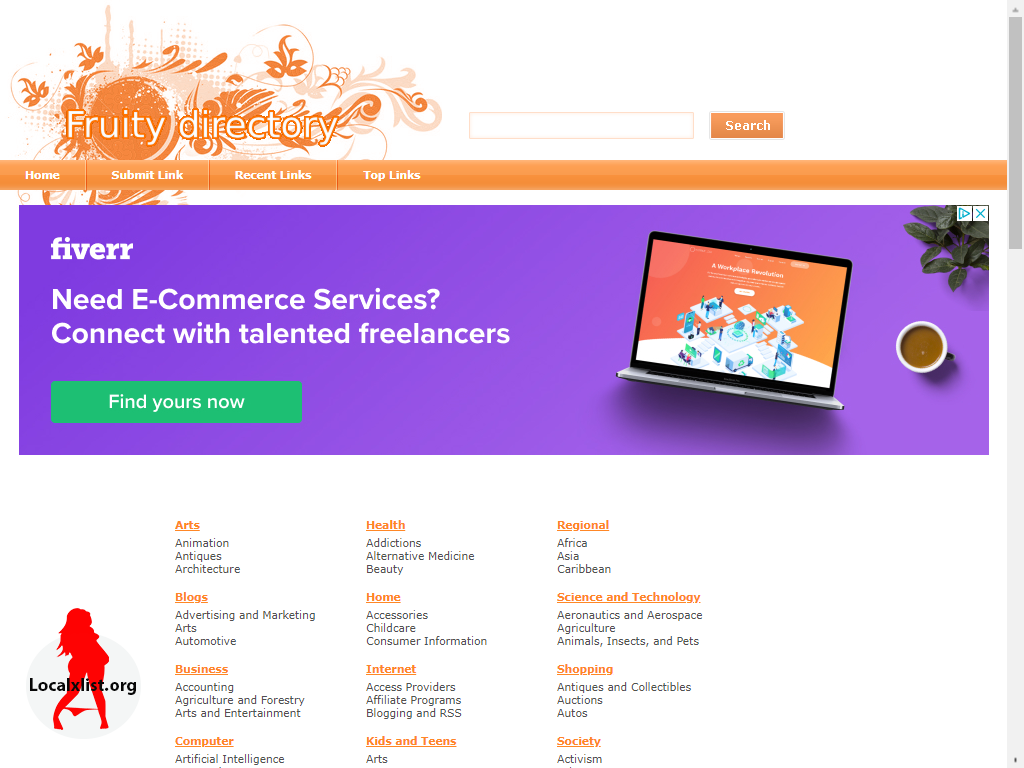 Fruity directory
Search
Home
Submit Link
Recent Links
Top Links
fiverr
Need E-Commerce Services?
Connect with talented freelancers
Find yours now
A Workplace Revolution
Arts
Animation
Antiques
Architecture
Health
Addictions
Alternative Medicine
Beauty
Regional
Africa
Asia
Caribbean
Blogs
Advertising and Marketing
Arts
Automotive
Home
Accessories
Childcare
Consumer Information
Science and Technology
Aeronautics and Aerospace
Agriculture
Animals, Insects, and Pets
Business
Accounting
Agriculture and Forestry
Arts and Entertainment
Internet
Access Providers
Affiliate Programs
Blogging and RSS
Shopping
Antiques and Collectibles
Auctions
Autos
Computer
Artificial Intelligence
Kids and Teens
Arts
Society
Activism
Localxlist.org